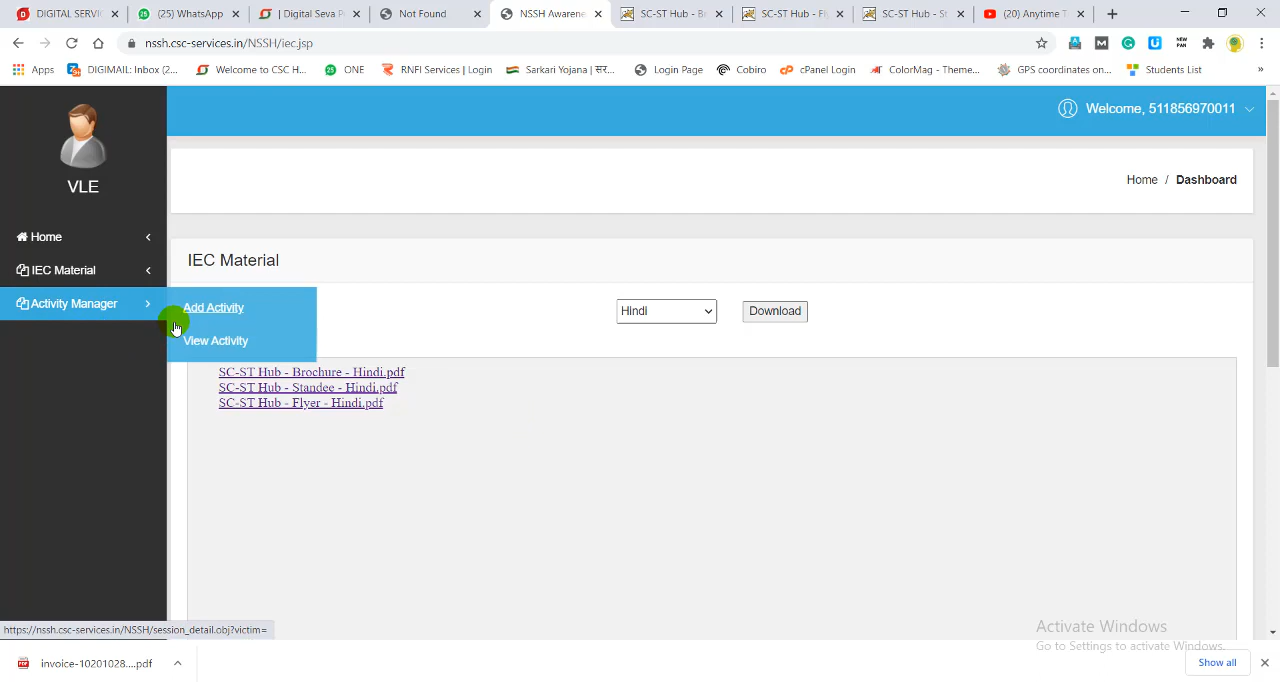 DIGITAL SERVIC
(25) WhatsApp
| Digital Seva P
Not Found
NSSH Awarene
SC-ST Hub - B
SC-ST Hub - Fl
SC-ST Hub - St
(20) Anytime T
nssh.csc-services.in/NSSH/iec.jsp
Apps
DIGIMAIL: Inbox (2...
Welcome to CSC H...
ONE
RNFI Services | Login
Sarkari Yojana | सर...
Login Page
Cobiro
cPanel Login
ColorMag - Theme...
GPS coordinates on...
Students List
»
VLE
Welcome, 511856970011
Home / Dashboard
Home
IEC Material
Activity Manager
Add Activity
View Activity
IEC Material
Hindi
Download
SC-ST Hub - Brochure - Hindi.pdf
SC-ST Hub - Standee - Hindi.pdf
SC-ST Hub - Flyer - Hindi.pdf
Activate Windows
Go to Settings to activate Windows.
https://nssh.csc-services.in/NSSH/session_detail.obj?victim=
invoice-10201028....pdf
Show all